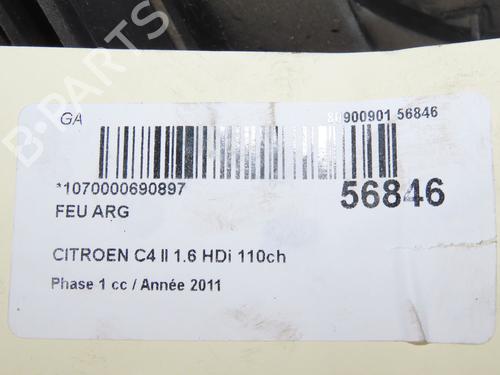 GA
80900901 56846
*1070000690897
56846
FEU ARG
CITROEN C4 II 1.6 HDi 110ch
Phase 1 cc / Année 2011
B-PARTS